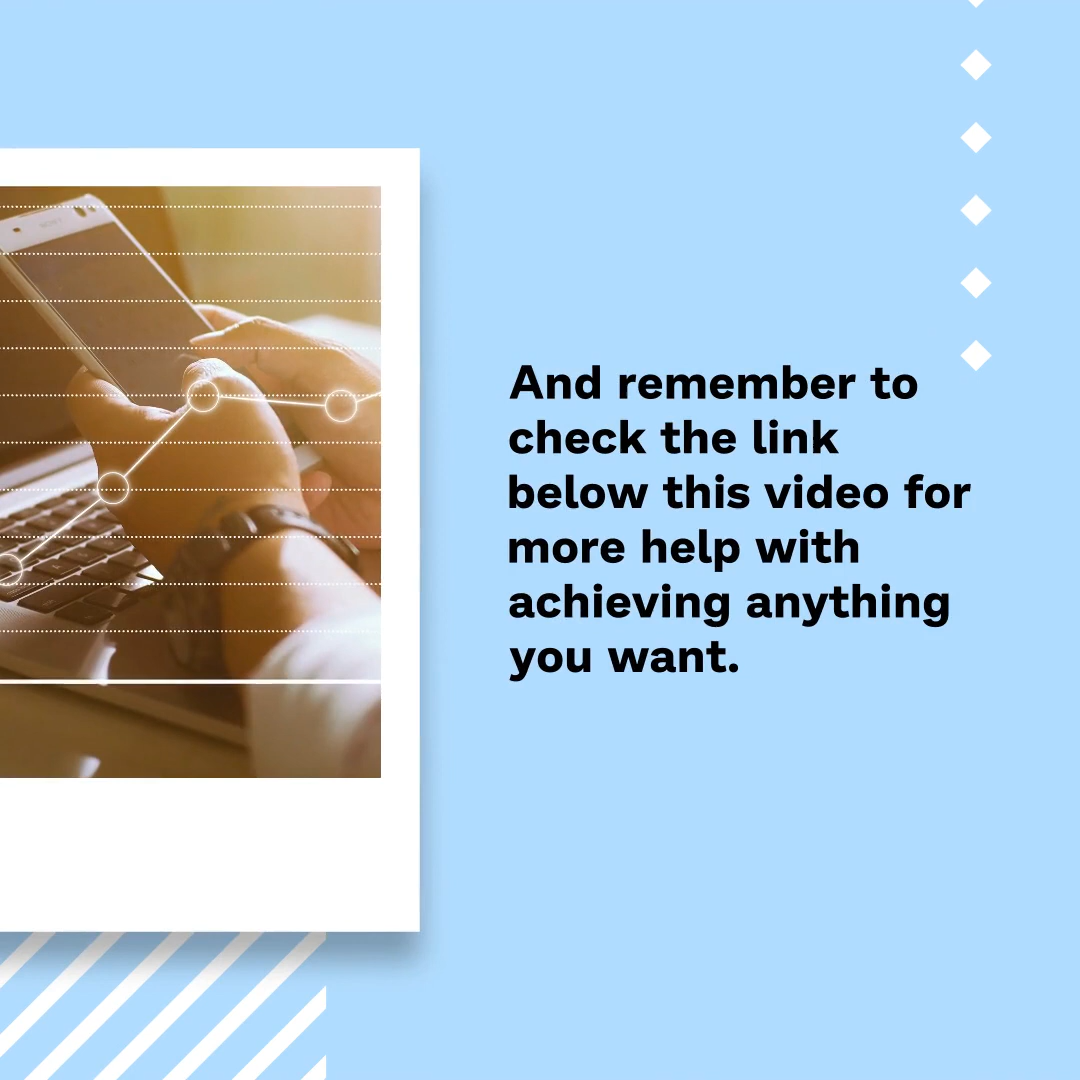 And remember to
check the link
below this video for
more help with
achieving anything
you want.